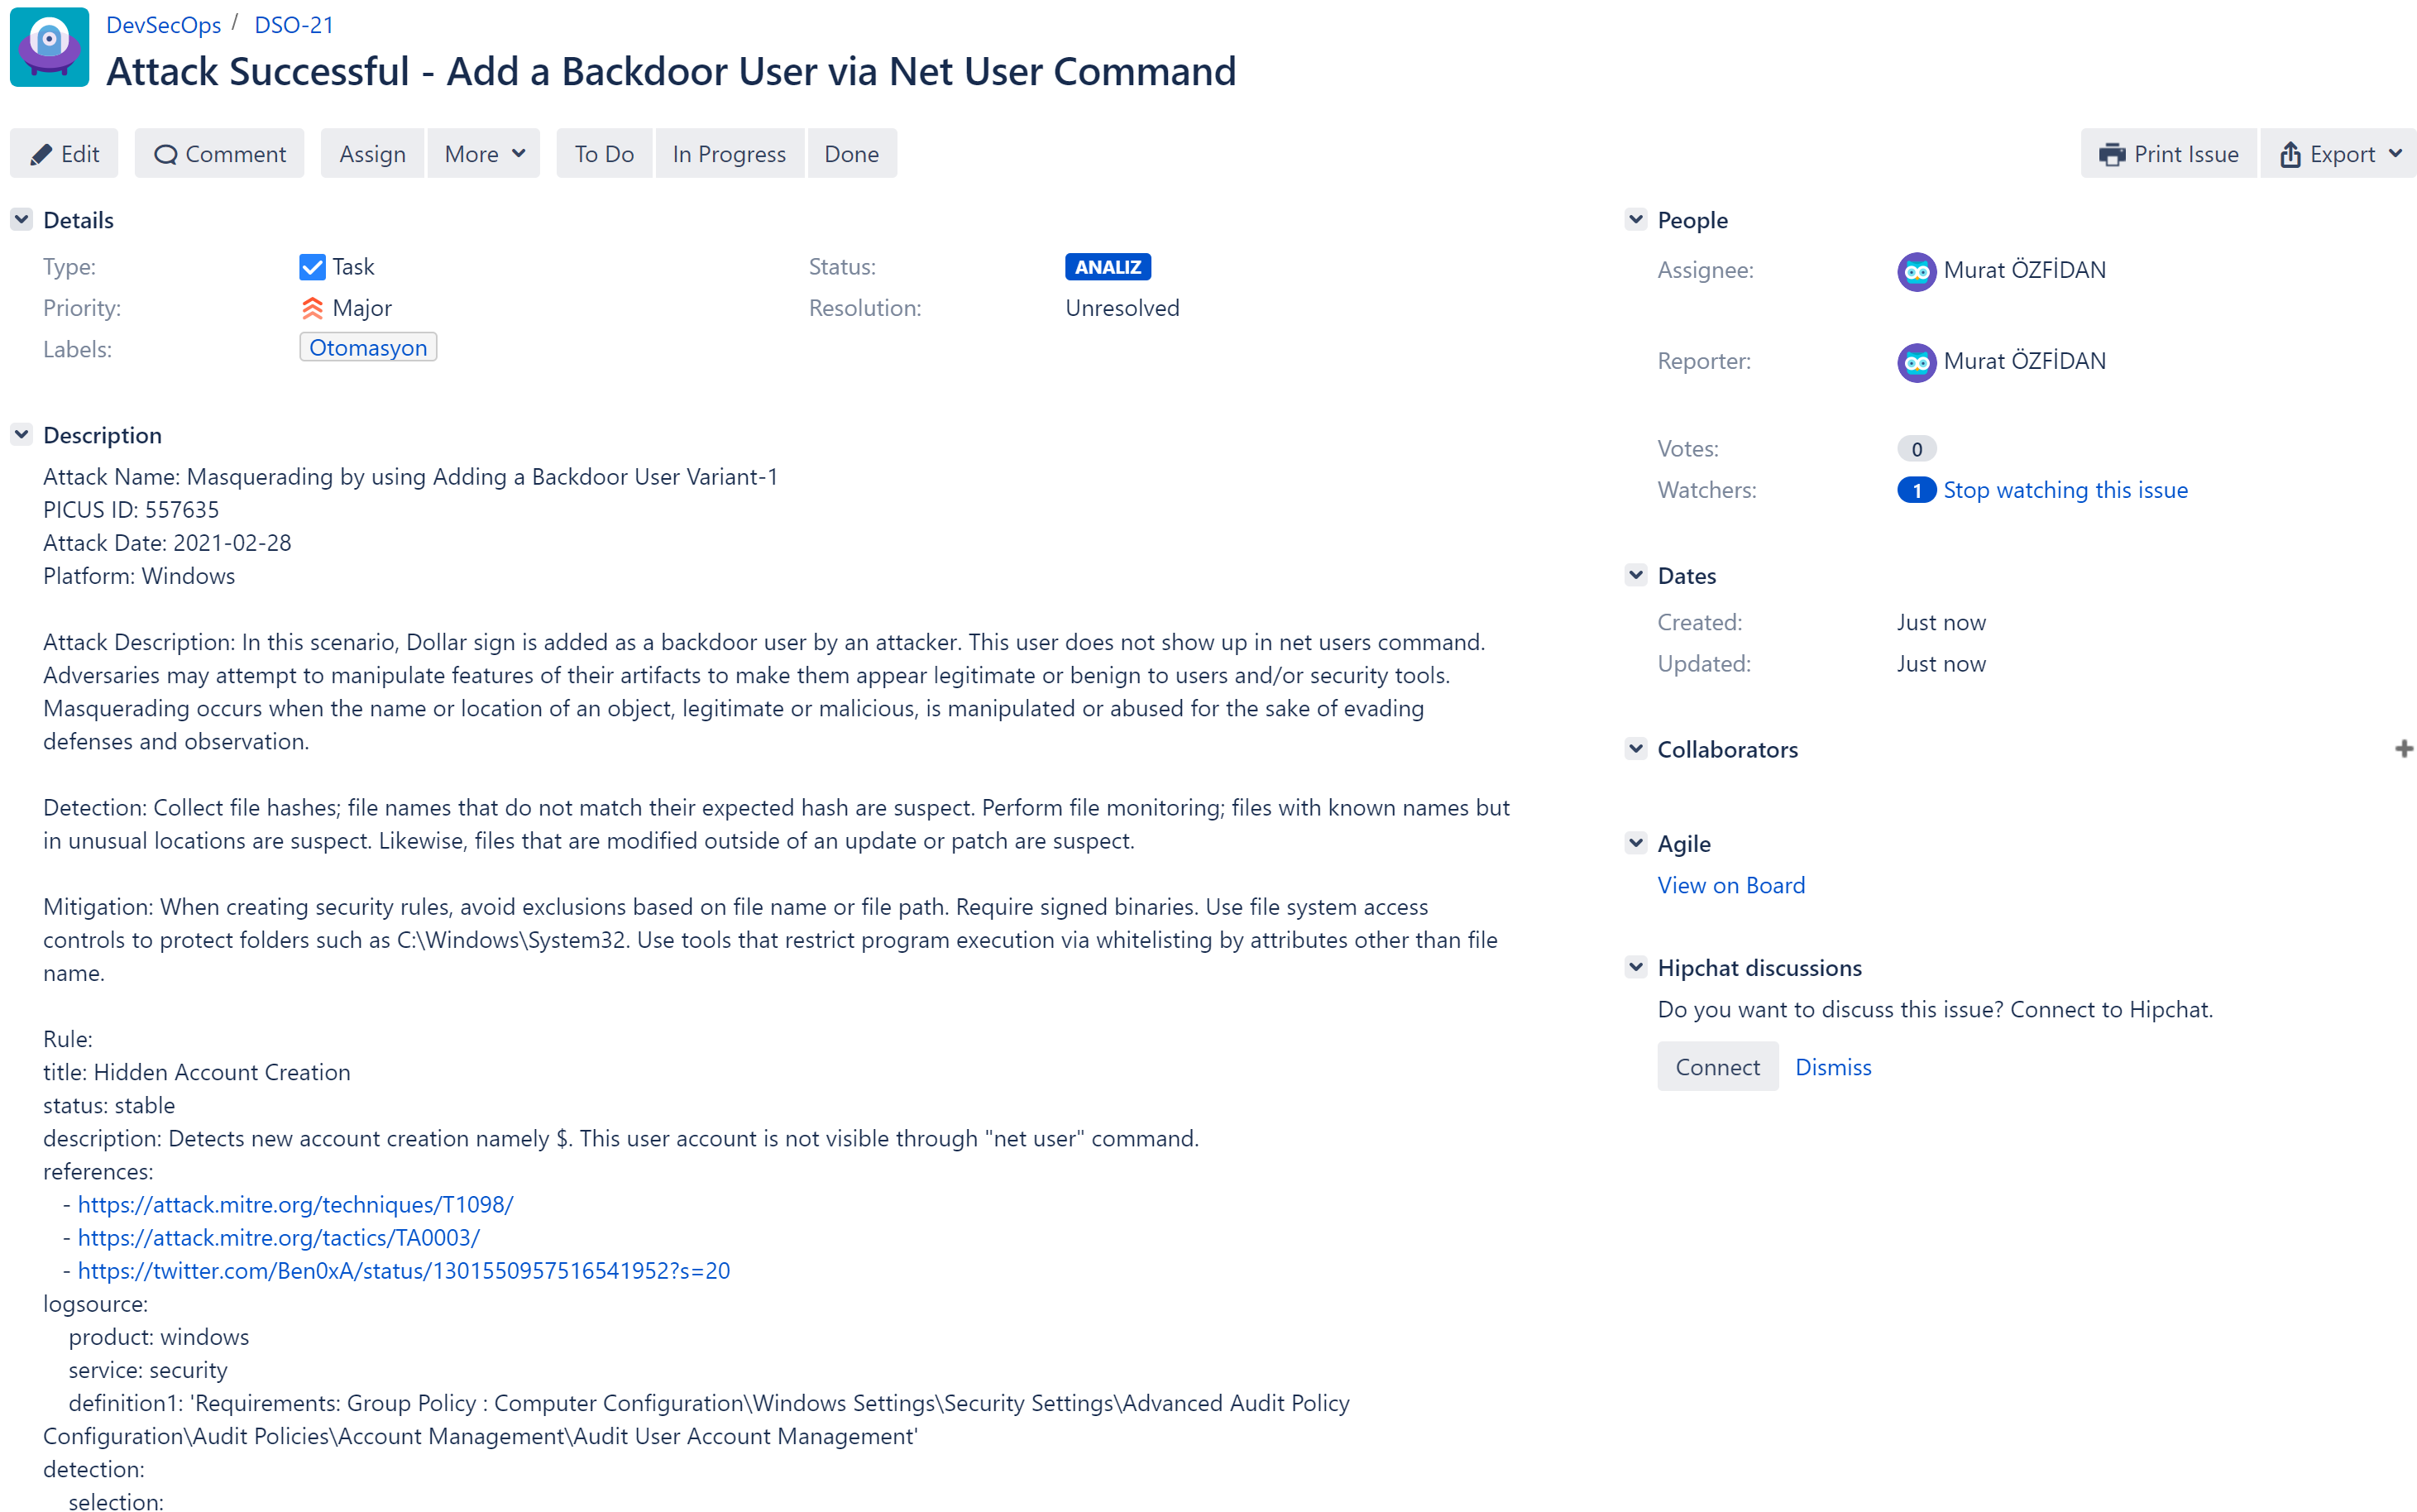 DevSecOps / DSO-21
Attack Successful - Add a Backdoor User via Net User Command
Edit Comment Assign More To Do In Progress Done Print Issue Export
Details
Type: Task Status: ANALIZ
Priority: Major Resolution: Unresolved
Labels: Otomasyon
Description
Attack Name: Masquerading by using Adding a Backdoor User Variant-1
PICUS ID: 557635
Attack Date: 2021-02-28
Platform: Windows
Attack Description: In this scenario, Dollar sign is added as a backdoor user by an attacker. This user does not show up in net users command.
Adversaries may attempt to manipulate features of their artifacts to make them appear legitimate or benign to users and/or security tools.
Masquerading occurs when the name or location of an object, legitimate or malicious, is manipulated or abused for the sake of evading
defenses and observation.
Detection: Collect file hashes; file names that do not match their expected hash are suspect. Perform file monitoring; files with known names but
in unusual locations are suspect. Likewise, files that are modified outside of an update or patch are suspect.
Mitigation: When creating security rules, avoid exclusions based on file name or file path. Require signed binaries. Use file system access
controls to protect folders such as C:\Windows\System32. Use tools that restrict program execution via whitelisting by attributes other than file
name.
Rule:
title: Hidden Account Creation
status: stable
description: Detects new account creation namely $. This user account is not visible through "net user" command.
references:
- https://attack.mitre.org/techniques/T1098/
- https://attack.mitre.org/tactics/TA0003/
- https://twitter.com/Ben0xA/status/1301550957516541952?s=20
logsource:
product: windows
service: security
definition1: 'Requirements: Group Policy : Computer Configuration\Windows Settings\Security Settings\Advanced Audit Policy
Configuration\Audit Policies\Account Management\Audit User Account Management'
detection:
selection:
People
Assignee: Murat ÖZFİDAN
Reporter: Murat ÖZFİDAN
Votes: 0
Watchers: 1 Stop watching this issue
Dates
Created: Just now
Updated: Just now
Collaborators
Agile
View on Board
Hipchat discussions
Do you want to discuss this issue? Connect to Hipchat.
Connect Dismiss